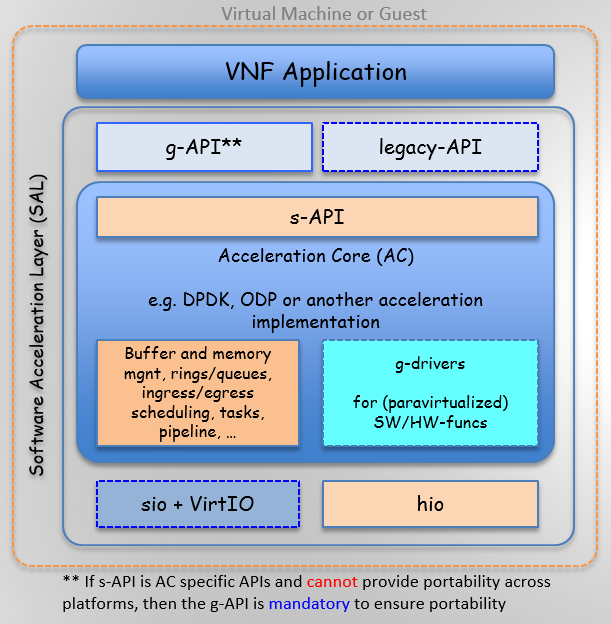 Virtual Machine or Guest
VNF Application
g-API**
legacy-API
Software Acceleration Layer (SAL)
s-API
Acceleration Core (AC)
e.g. DPDK, ODP or another acceleration
implementation
Buffer and memory
mgnt, rings/queues,
ingress/egress
scheduling, tasks,
pipeline, …
g-drivers
for (paravirtualized)
SW/HW-funcs
sio + VirtIO
hio
** If s-API is AC specific APIs and cannot provide portability across
platforms, then the g-API is mandatory to ensure portability